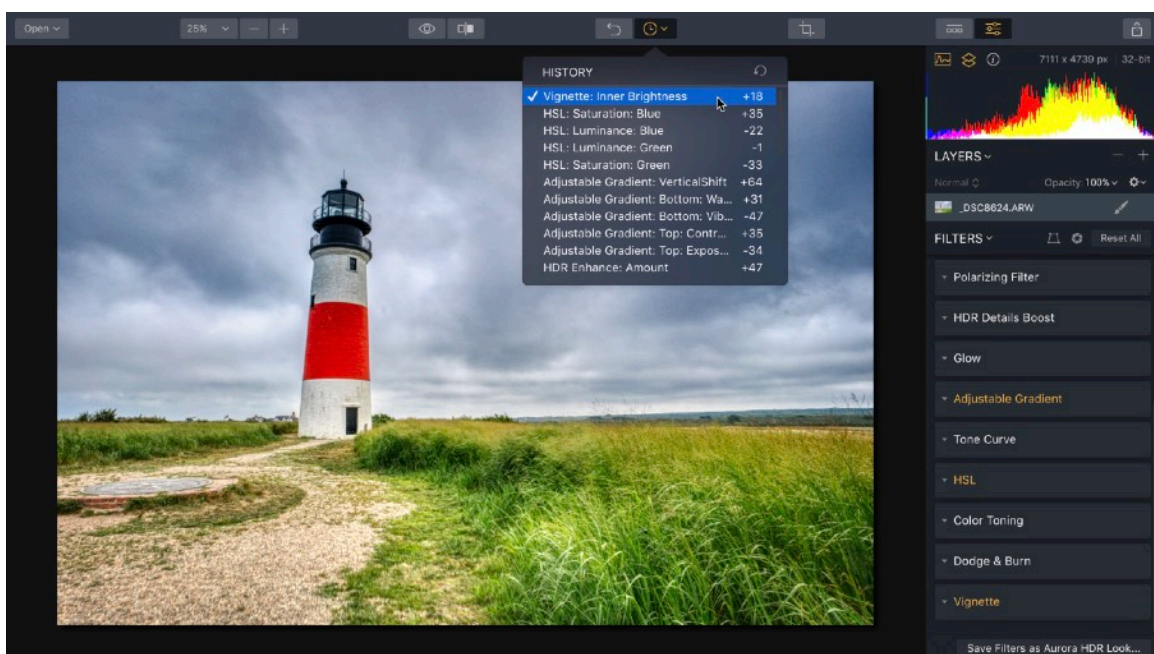 Open
25%
HISTORY
Vignette: Inner Brightness +18
HSL: Saturation: Blue +35
HSL: Luminance: Blue -22
HSL: Luminance: Green -1
HSL: Saturation: Green -33
Adjustable Gradient: VerticalShift +64
Adjustable Gradient: Bottom: Wa... +31
Adjustable Gradient: Bottom: Vib... -47
Adjustable Gradient: Top: Contr... +35
Adjustable Gradient: Top: Expos... -34
HDR Enhance: Amount +47
7111 x 4739 px 32-bit
LAYERS
Normal Opacity: 100%
_DSC8624.ARW
FILTERS Reset All
Polarizing Filter
HDR Details Boost
Glow
Adjustable Gradient
Tone Curve
HSL
Color Toning
Dodge & Burn
Vignette
Save Filters as Aurora HDR Look...